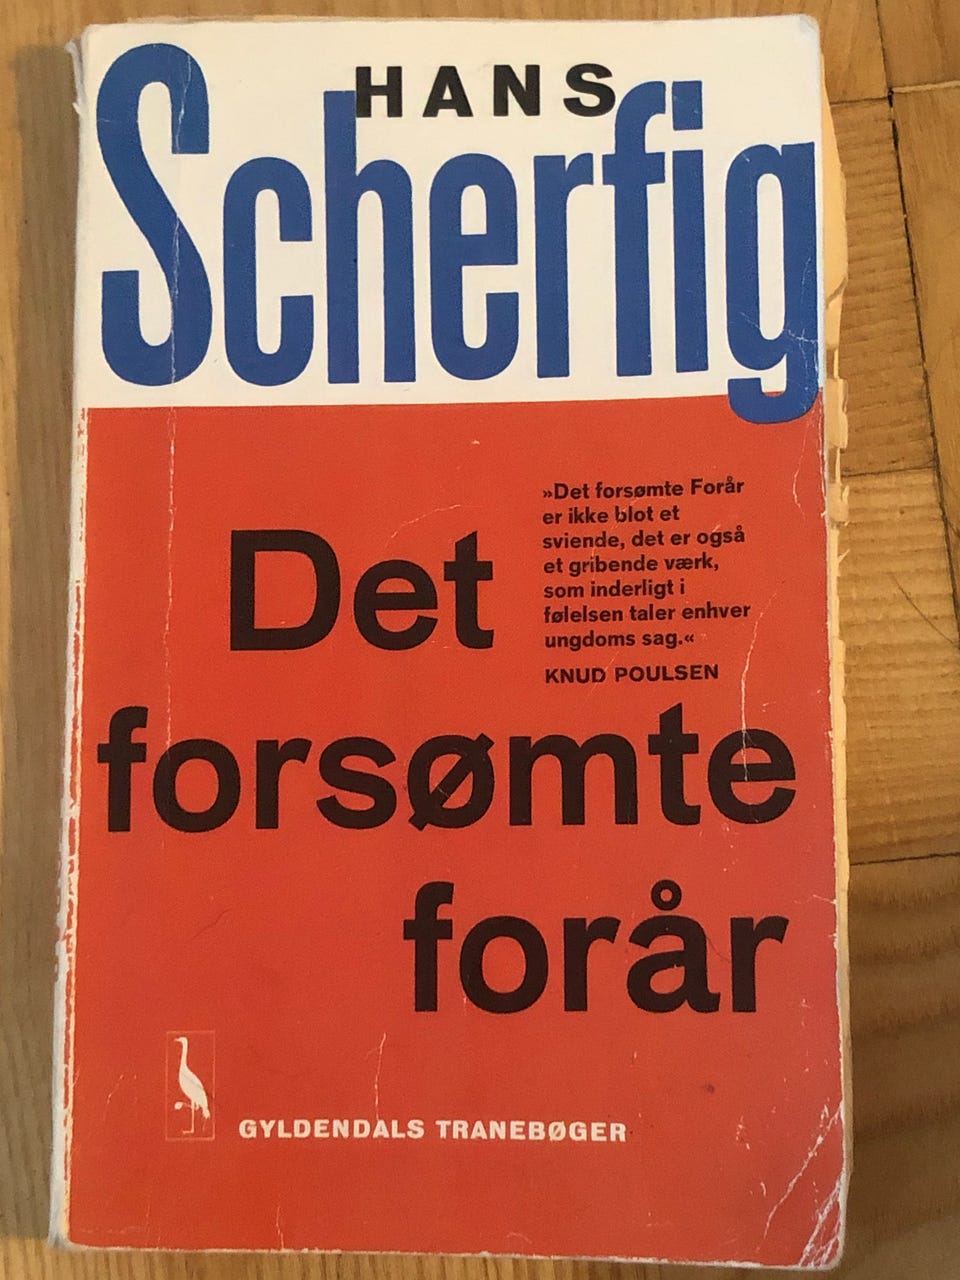 HANS
Scherfig
»Det forsømte Forår
er ikke blot et
sviende, det er også
et gribende værk,
som inderligt i
følelsen taler enhver
ungdoms sag.«
KNUD POULSEN
Det
forsømte
forår
GYLDENDALS TRANEBØGER